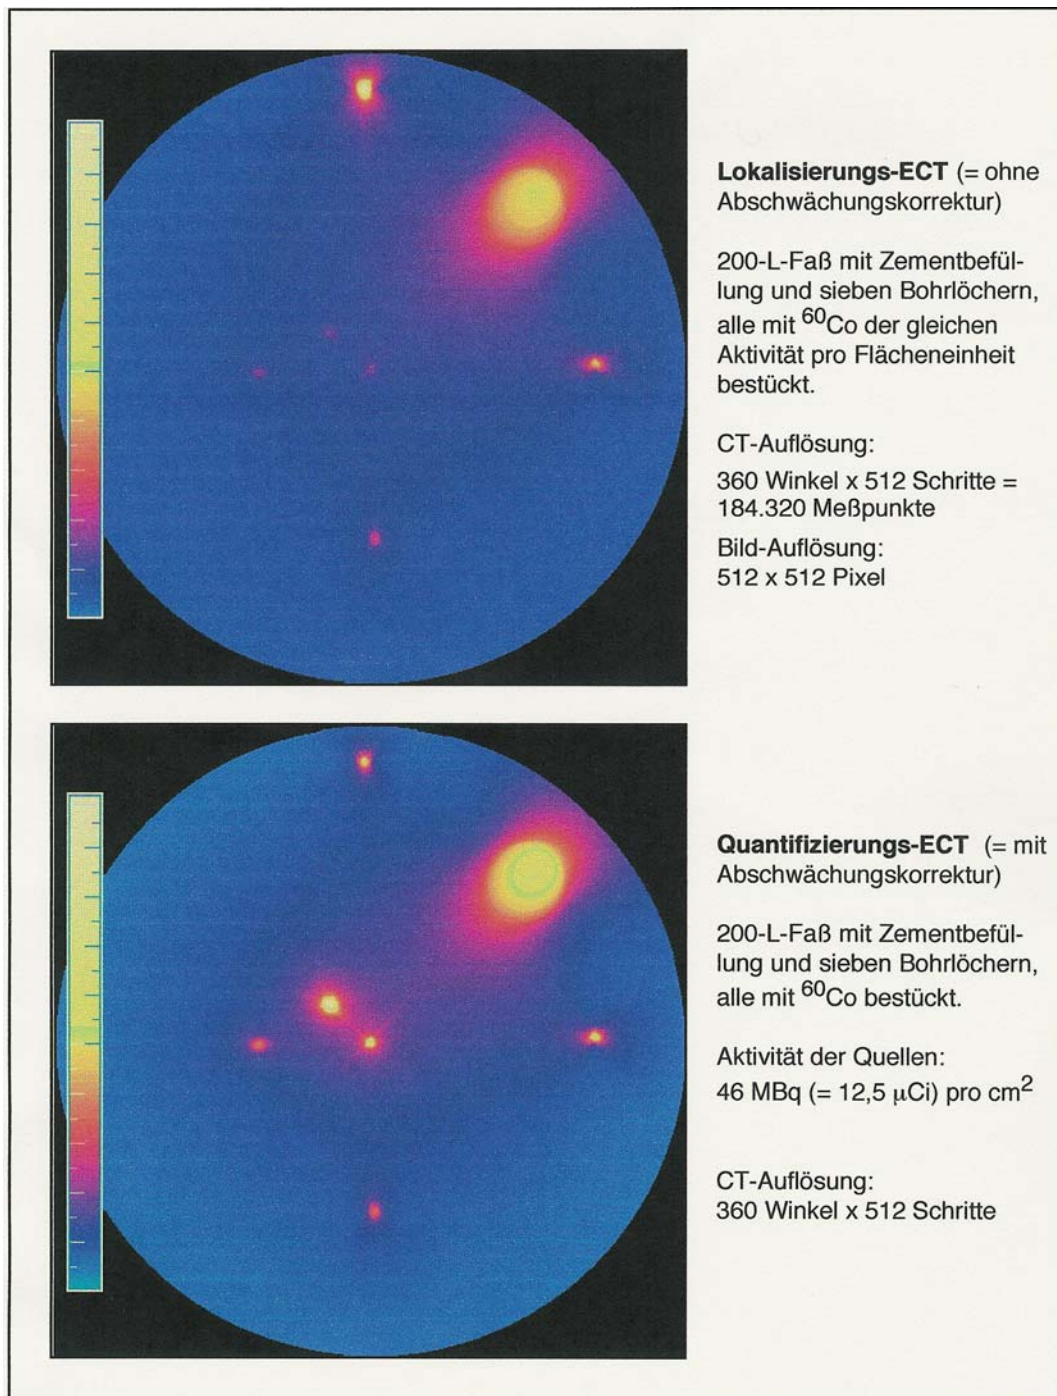 Lokalisierungs-ECT (= ohne
Abschwächungskorrektur)
200-L-Faß mit Zementbefül-
lung und sieben Bohrlöchern,
alle mit ⁶⁰Co der gleichen
Aktivität pro Flächeneinheit
bestückt.
CT-Auflösung:
360 Winkel x 512 Schritte =
184.320 Meßpunkte
Bild-Auflösung:
512 x 512 Pixel
Quantifizierungs-ECT (= mit
Abschwächungskorrektur)
200-L-Faß mit Zementbefül-
lung und sieben Bohrlöchern,
alle mit ⁶⁰Co bestückt.
Aktivität der Quellen:
46 MBq (= 12,5 µCi) pro cm²
CT-Auflösung:
360 Winkel x 512 Schritte